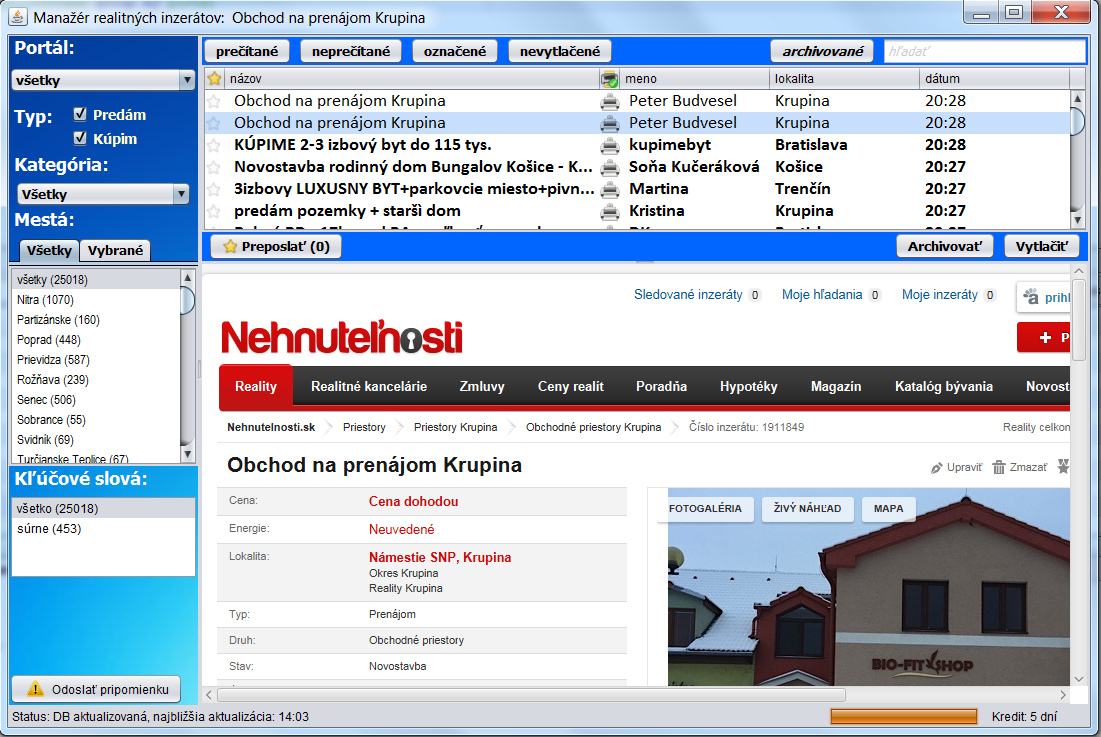 Manažér realitných inzerátov: Obchod na prenájom Krupina
Portál:
všetky
Typ:
Predám
Kúpim
Kategória:
Všetky
Mestá:
Všetky Vybrané
všetky (25018)
Nitra (1070)
Partizánske (160)
Poprad (448)
Prievidza (587)
Rožňava (239)
Senec (506)
Sobrance (55)
Svidník (69)
Turčianske Teplice (67)
Kľúčové slová:
všetko (25018)
súrne (453)
Odoslať pripomienku
prečítané neprečítané označené nevytlačené archivované hľadať
názov meno lokalita dátum
Obchod na prenájom Krupina Peter Budvesel Krupina 20:28
Obchod na prenájom Krupina Peter Budvesel Krupina 20:28
KÚPIME 2-3 izbový byt do 115 tys. kupimebyt Bratislava 20:28
Novostavba rodinný dom Bungalov Košice - K... Soňa Kučeráková Košice 20:27
3izbovy LUXUSNY BYT+parkovcie miesto+pivn... Martina Trenčín 20:27
predám pozemky + starší dom Kristina Krupina 20:27
Preposlať (0) Archivovať Vytlačiť
Sledované inzeráty 0 Moje hľadania 0 Moje inzeráty 0 prihl
Nehnuteľnosti
+ P
Reality Realitné kancelárie Zmluvy Ceny realít Poradňa Hypotéky Magazín Katalóg bývania Novost
Nehnutelnosti.sk Priestory Priestory Krupina Obchodné priestory Krupina Číslo inzerátu: 1911849 Reality celkom
Obchod na prenájom Krupina
Upraviť Zmazať
Cena: Cena dohodou
Energie: Neuvedené
Lokalita: Námestie SNP, Krupina
Okres Krupina
Reality Krupina
Typ: Prenájom
Druh: Obchodné priestory
Stav: Novostavba
FOTOGALÉRIA ŽIVÝ NÁHĽAD MAPA
BIO-FIT SHOP
Status: DB aktualizovaná, najbližšia aktualizácia: 14:03 Kredit: 5 dní